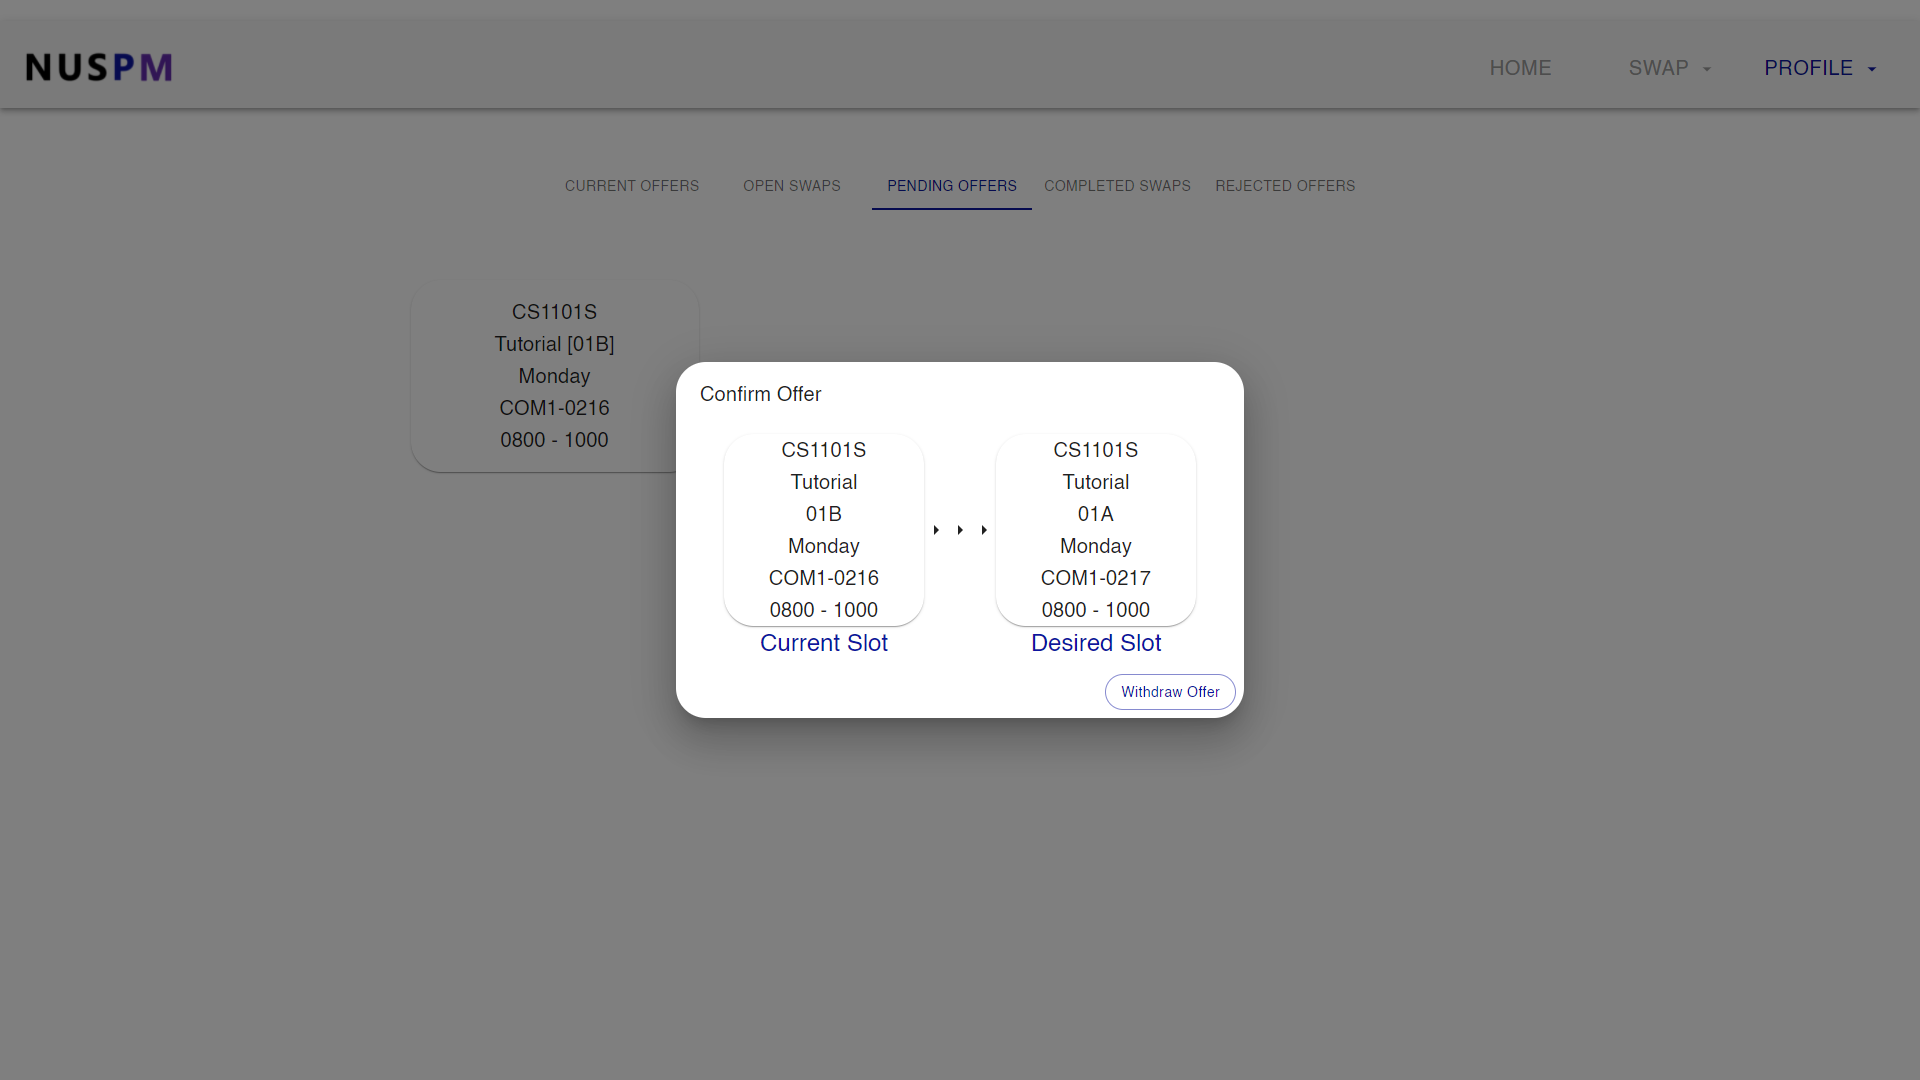 NUSPM
HOME
SWAP
PROFILE
CURRENT OFFERS
OPEN SWAPS
PENDING OFFERS
COMPLETED SWAPS
REJECTED OFFERS
CS1101S
Tutorial [01B]
Monday
COM1-0216
0800 - 1000
Confirm Offer
CS1101S
Tutorial
01B
Monday
COM1-0216
0800 - 1000
Current Slot
CS1101S
Tutorial
01A
Monday
COM1-0217
0800 - 1000
Desired Slot
Withdraw Offer